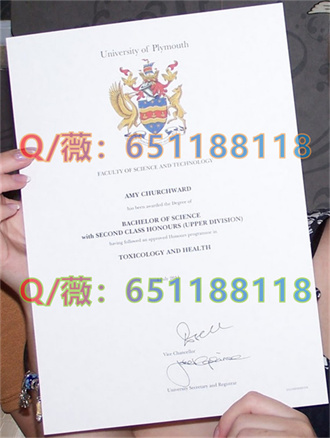 University of Plymouth
Q/薇：651188118
FACULTY OF SCIENCE AND TECHNOLOGY
AMY CHURCHWARD
has been awarded the Degree of
BACHELOR OF SCIENCE
with SECOND CLASS HONOURS (UPPER DIVISION)
having followed an approved Honours programme in
TOXICOLOGY AND HEALTH
Q/薇：651188118
Vice Chancellor
University Secretary and Registrar